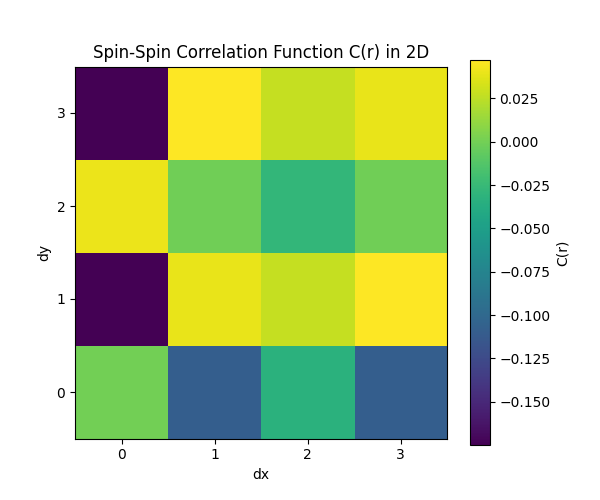 Spin-Spin Correlation Function C(r) in 2D
3
2
1
0
dy
0 1 2 3
dx
0.025
0.000
−0.025
−0.050
−0.075
−0.100
−0.125
−0.150
C(r)